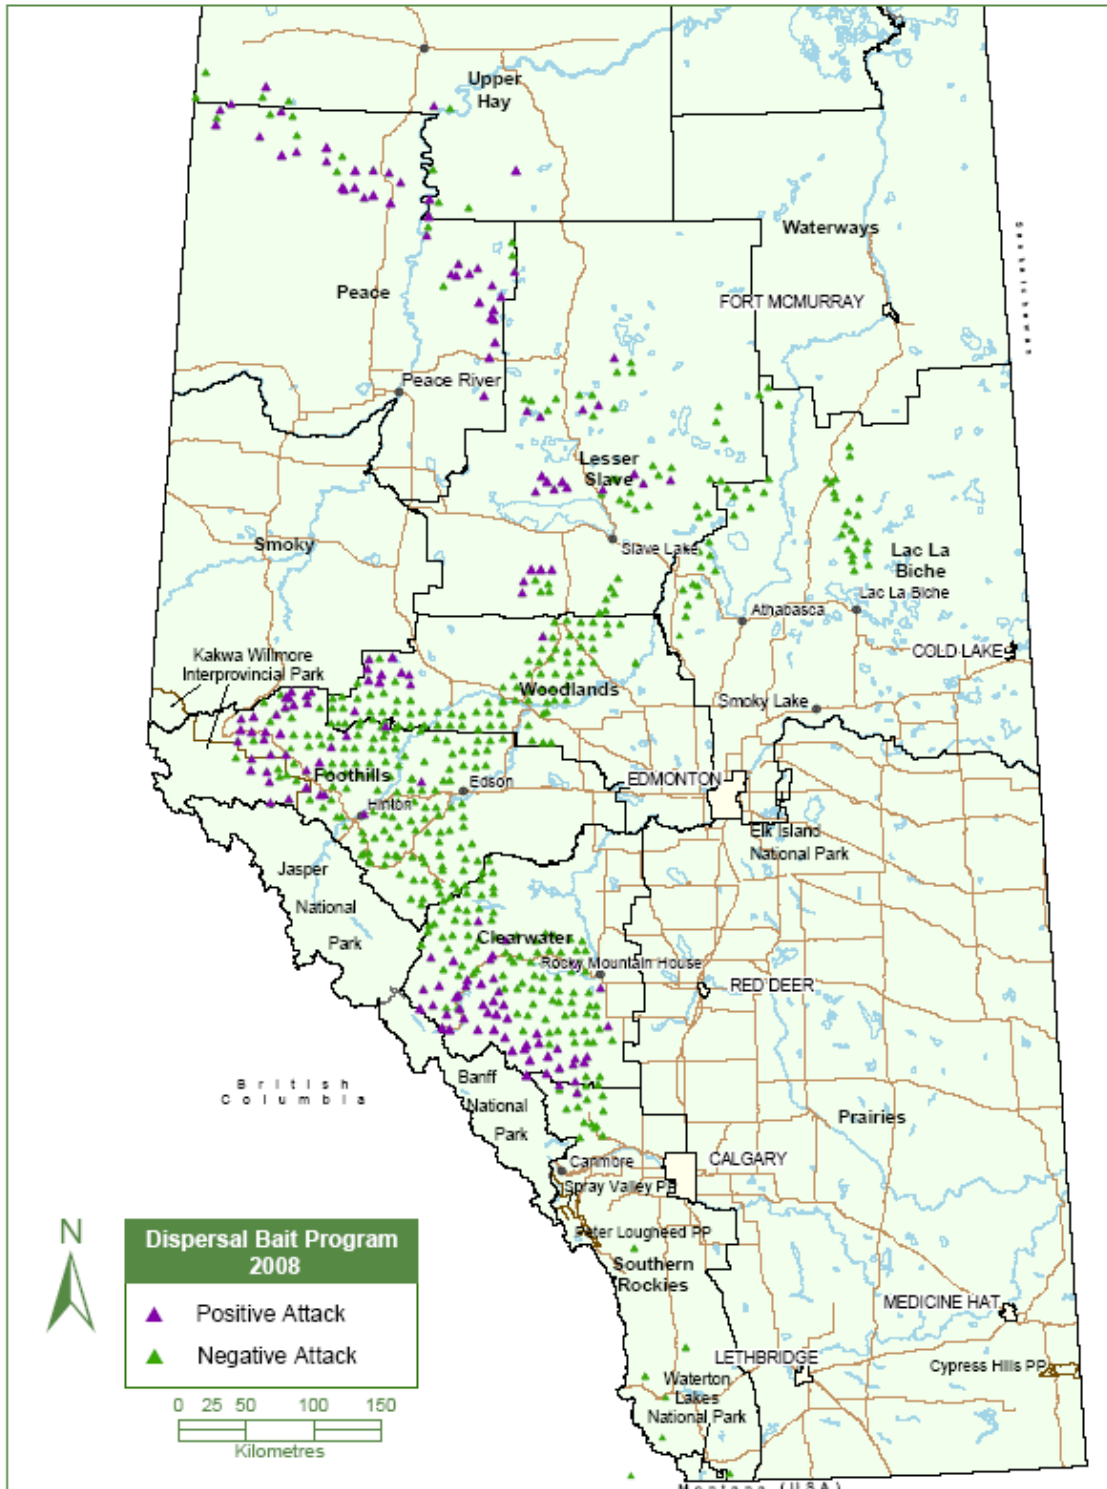 Upper
Hay
Waterways
Saskatchewan
Peace
FORT MCMURRAY
Peace River
Lesser
Slave
Slave Lake
Smoky
Lac La
Biche
Lac La Biche
Athabasca
Kakwa Willmore
Interprovincial Park
COLD LAKE
Woodlands
Smoky Lake
Foothills
Edson
EDMONTON
Hinton
Elk Island
National Park
Jasper
National
Park
Clearwater
Rocky Mountain House
RED DEER
British
Columbia
Banff
National
Park
Prairies
Canmore
CALGARY
Spray Valley PP
Peter Lougheed PP
Southern
Rockies
MEDICINE HAT
LETHBRIDGE
Cypress Hills PP
Waterton
Lakes
National Park
Montana (USA)
N
Dispersal Bait Program
2008
Positive Attack
Negative Attack
0 25 50 100 150
Kilometres